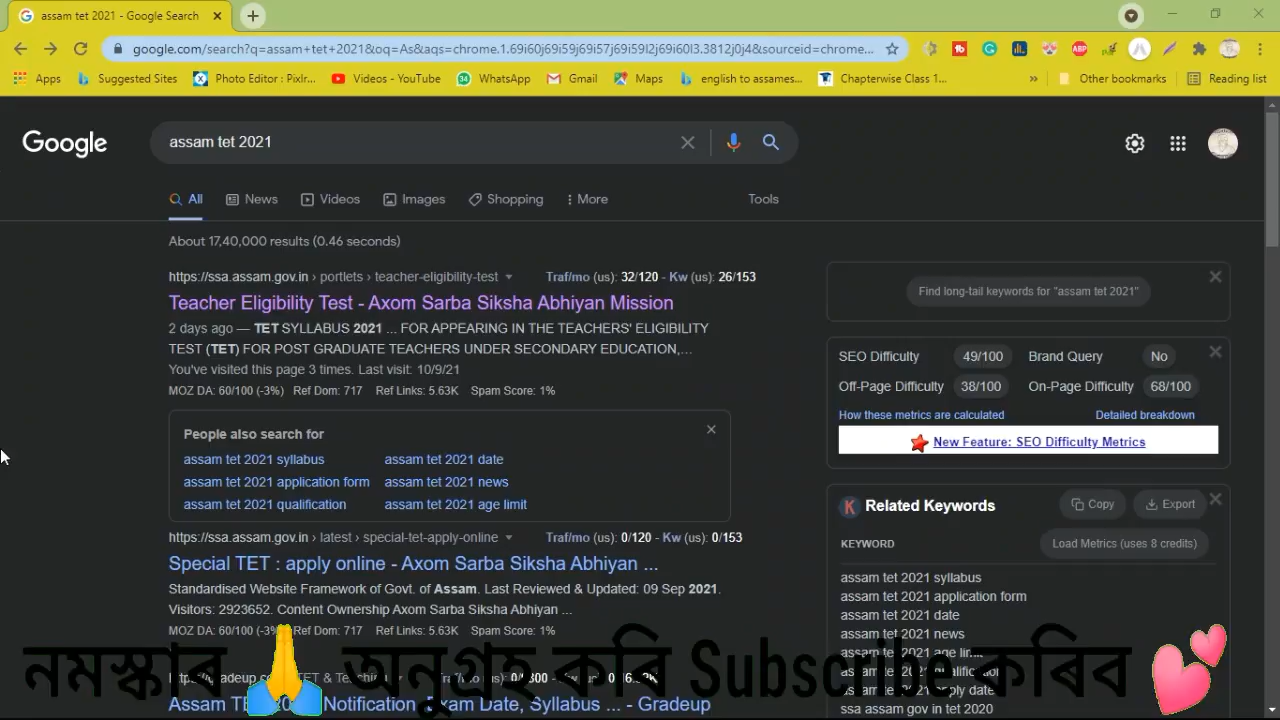 assam tet 2021 - Google Search
google.com/search?q=assam+tet+2021&oq=As&aqs=chrome.1.69i60j69i59j69i57j69i59l2j69i60l3.3812j0j4&sourceid=chrome...
Apps Suggested Sites Photo Editor : Pixlr... Videos - YouTube 34 WhatsApp Gmail Maps english to assames... Chapterwise Class 1... » Other bookmarks Reading list
Google
assam tet 2021
All News Videos Images Shopping More Tools
About 17,40,000 results (0.46 seconds)
https://ssa.assam.gov.in › portlets › teacher-eligibility-test Traf/mo (us): 32/120 - Kw (us): 26/153
Teacher Eligibility Test - Axom Sarba Siksha Abhiyan Mission
2 days ago — TET SYLLABUS 2021 ... FOR APPEARING IN THE TEACHERS' ELIGIBILITY
TEST (TET) FOR POST GRADUATE TEACHERS UNDER SECONDARY EDUCATION,...
You've visited this page 3 times. Last visit: 10/9/21
MOZ DA: 60/100 (-3%) Ref Dom: 717 Ref Links: 5.63K Spam Score: 1%
People also search for
assam tet 2021 syllabus assam tet 2021 date
assam tet 2021 application form assam tet 2021 news
assam tet 2021 qualification assam tet 2021 age limit
https://ssa.assam.gov.in › latest › special-tet-apply-online Traf/mo (us): 0/120 - Kw (us): 0/153
Special TET : apply online - Axom Sarba Siksha Abhiyan ...
Standardised Website Framework of Govt. of Assam. Last Reviewed & Updated: 09 Sep 2021.
Visitors: 2923652. Content Ownership Axom Sarba Siksha Abhiyan ...
MOZ DA: 60/100 (-3% Ref Dom: 717 Ref Links: 5.63K Spam Score: 1%
Notification Exam Date, Syllabus ... - Gradeup
Find long-tail keywords for "assam tet 2021"
SEO Difficulty 49/100 Brand Query No
Off-Page Difficulty 38/100 On-Page Difficulty 68/100
How these metrics are calculated Detailed breakdown
New Feature: SEO Difficulty Metrics
Related Keywords Copy Export
KEYWORD Load Metrics (uses 8 credits)
assam tet 2021 syllabus
assam tet 2021 application form
assam tet 2021 date
assam tet 2021 news
assam tet 2021 age
ssa assam gov in tet 2020
নমস্কাৰ 🙏 অনুগ্ৰহ কৰি Subscribe কৰিব 💕